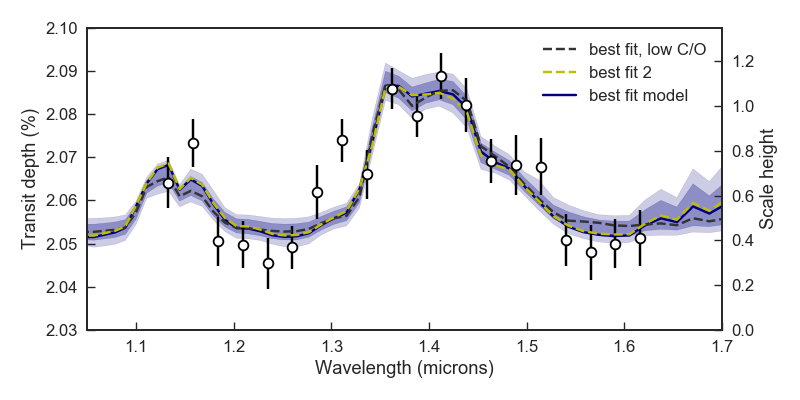 2.10
2.09
2.08
2.07
2.06
2.05
2.04
2.03
Transit depth (%)
best fit, low C/O
best fit 2
best fit model
1.2
1.0
0.8
0.6
0.4
0.2
0.0
Scale height
1.1 1.2 1.3 1.4 1.5 1.6 1.7
Wavelength (microns)